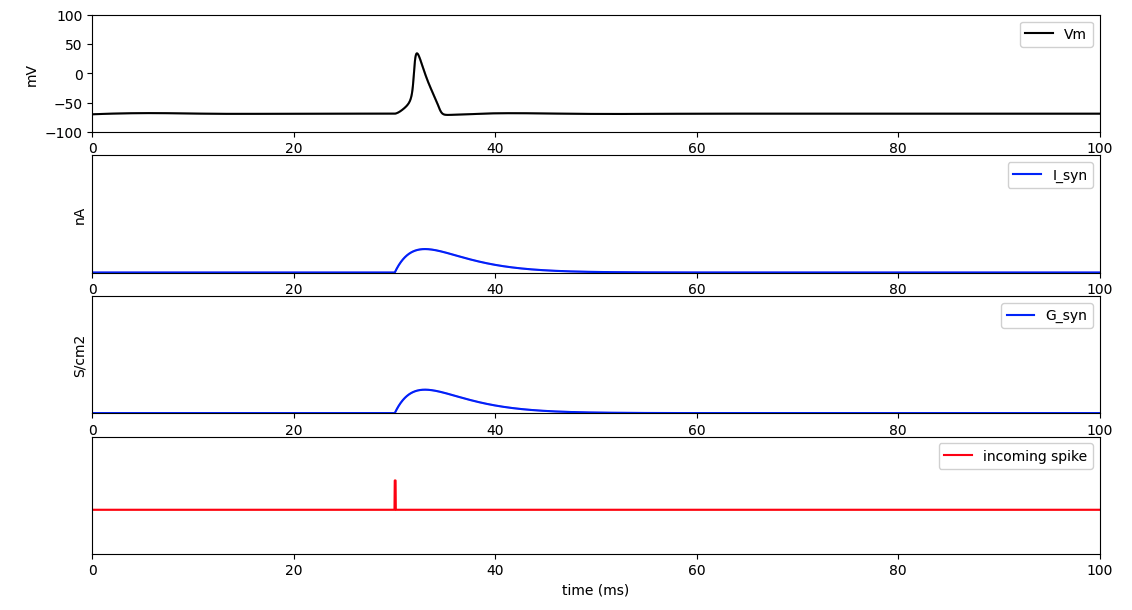 100
50
0
−50
−100
mV
Vm
0 20 40 60 80 100
nA
I_syn
0 20 40 60 80 100
S/cm2
G_syn
0 20 40 60 80 100
incoming spike
0 20 40 60 80 100
time (ms)